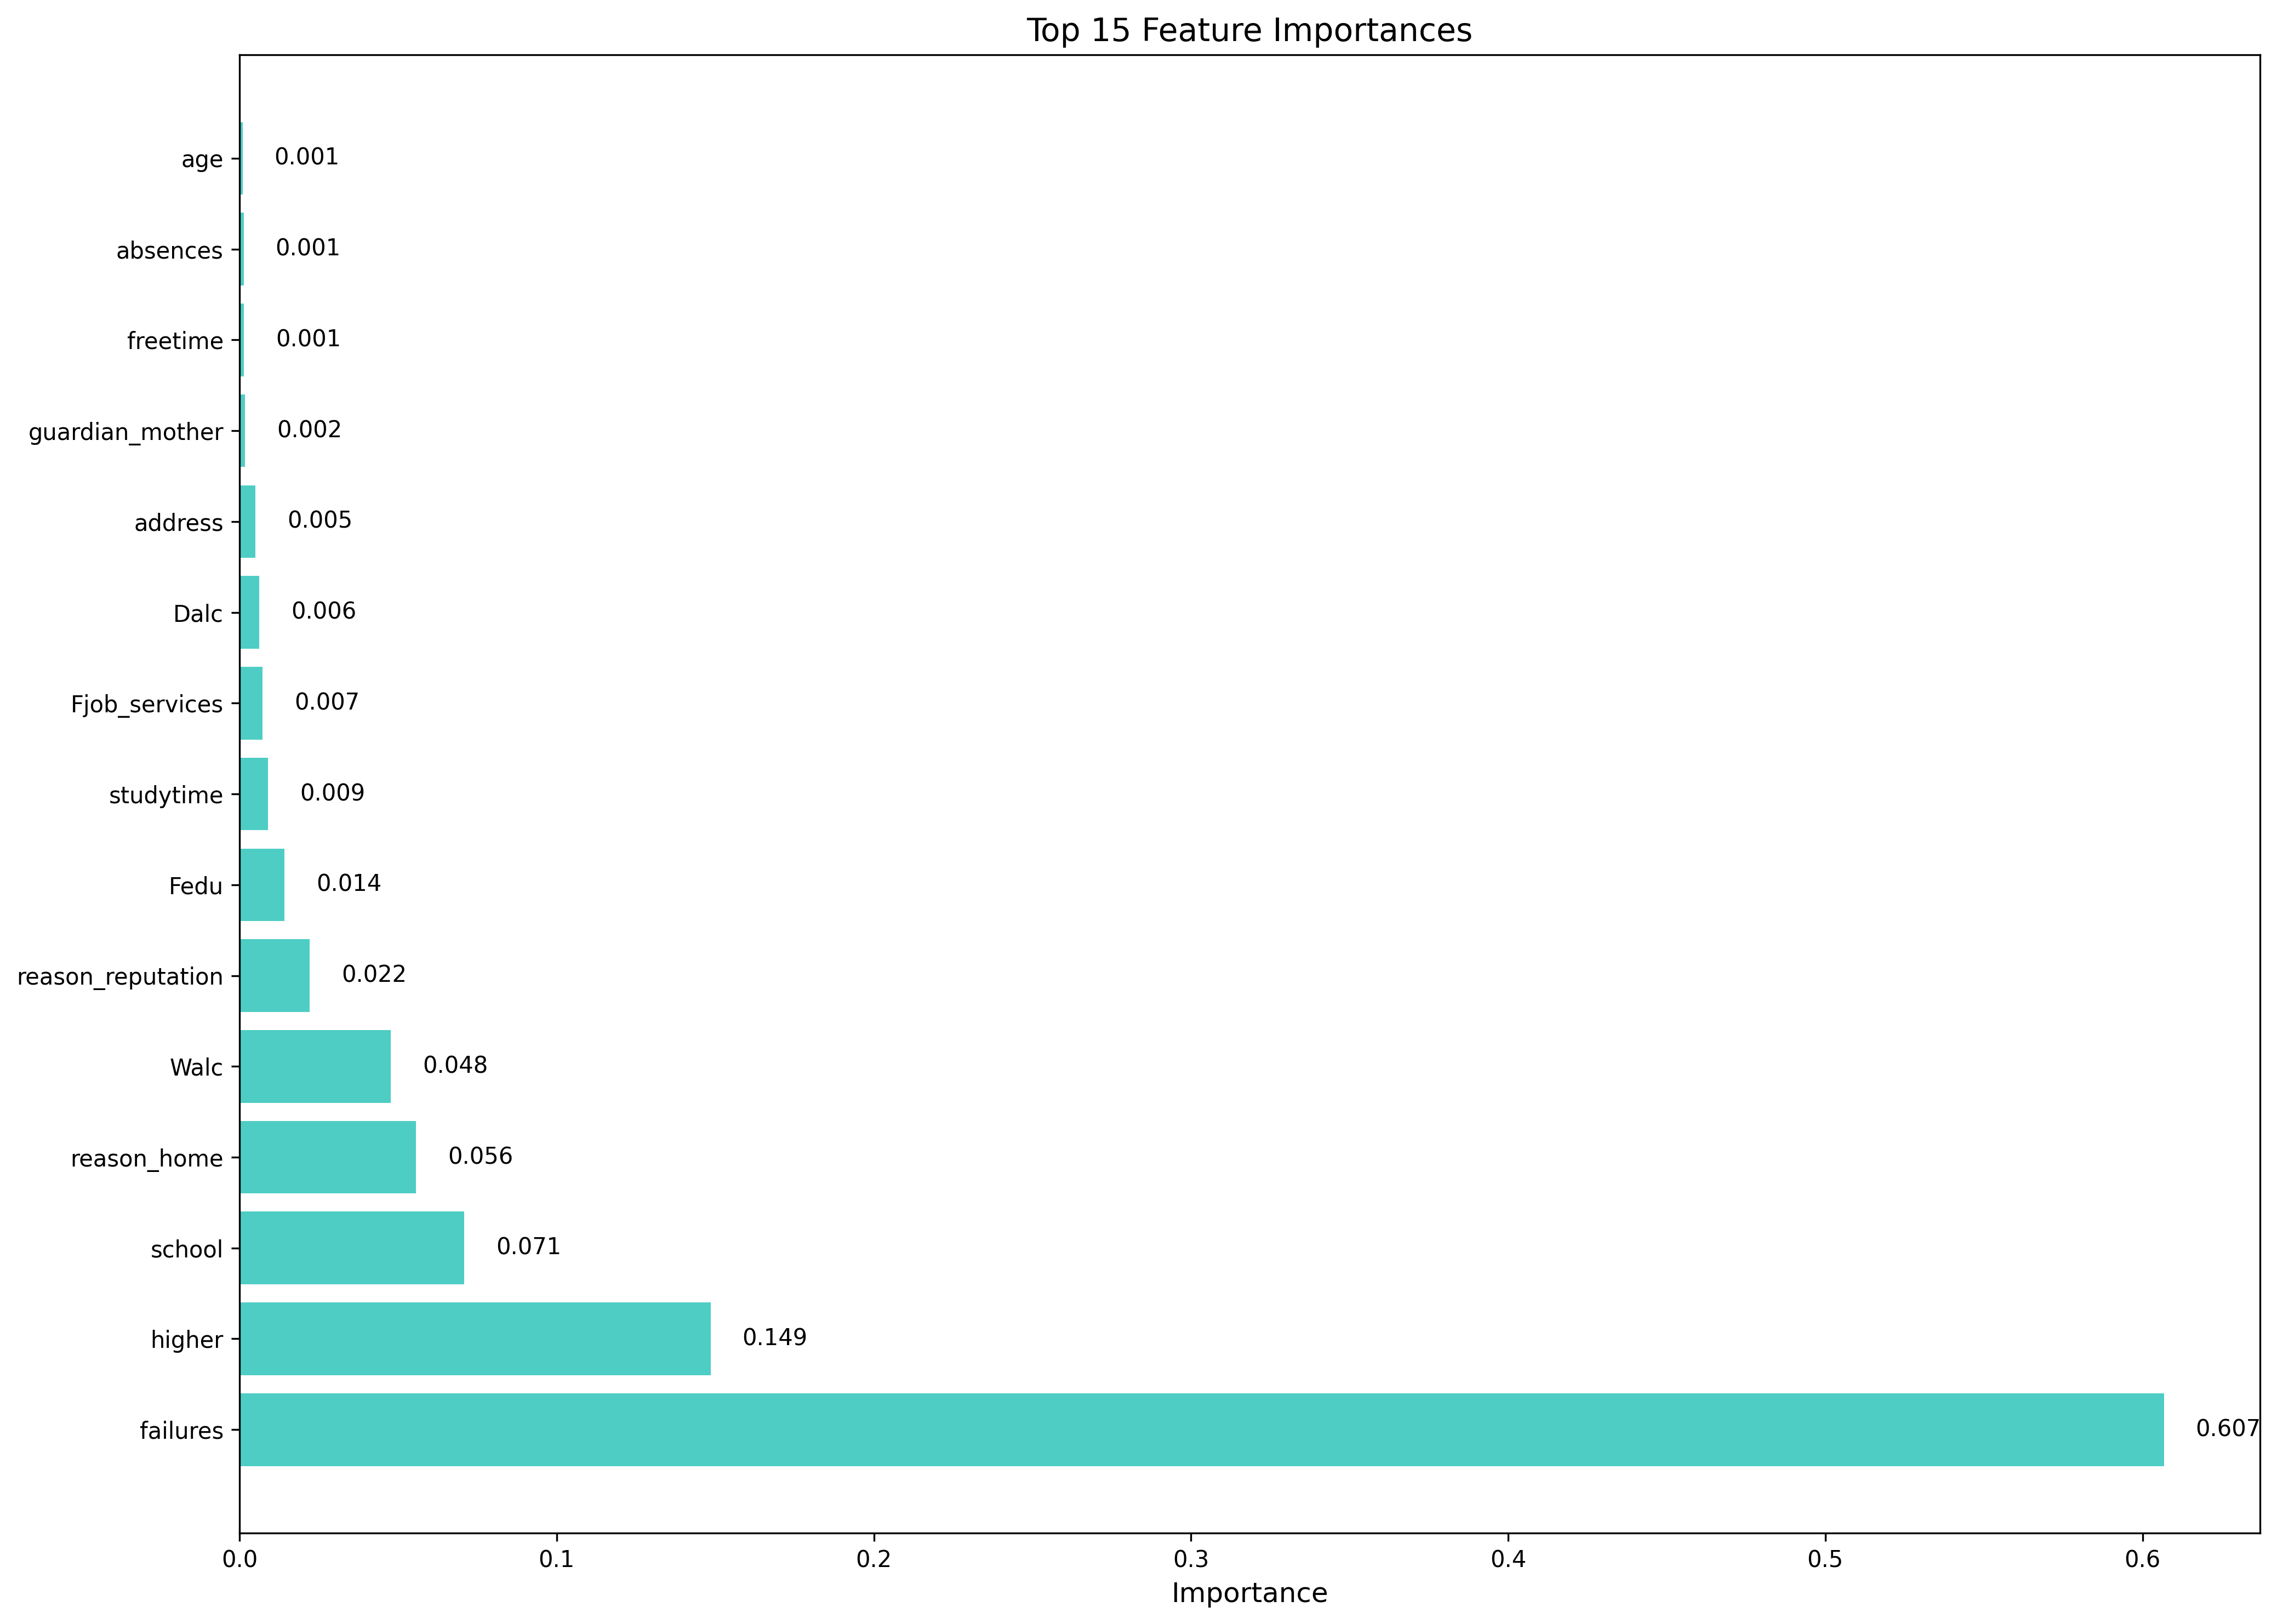 Top 15 Feature Importances
age 0.001
absences 0.001
freetime 0.001
guardian_mother 0.002
address 0.005
Dalc 0.006
Fjob_services 0.007
studytime 0.009
Fedu 0.014
reason_reputation 0.022
Walc 0.048
reason_home 0.056
school 0.071
higher 0.149
failures 0.607
0.0 0.1 0.2 0.3 0.4 0.5 0.6
Importance